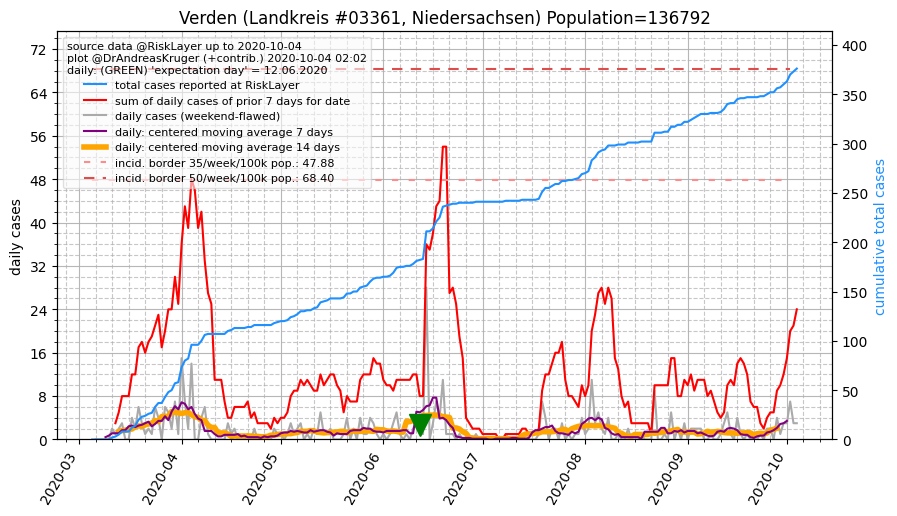 Verden (Landkreis #03361, Niedersachsen) Population=136792
source data @RiskLayer up to 2020-10-04
plot @DrAndreasKruger (+contrib.) 2020-10-04 02:02
daily: (GREEN) 'expectation day' = 12.06.2020
total cases reported at RiskLayer
sum of daily cases of prior 7 days for date
daily cases (weekend-flawed)
daily: centered moving average 7 days
daily: centered moving average 14 days
incid. border 35/week/100k pop.: 47.88
incid. border 50/week/100k pop.: 68.40
daily cases
72
64
56
48
40
32
24
16
8
0
cumulative total cases
400
350
300
250
200
150
100
50
0
2020-03
2020-04
2020-05
2020-06
2020-07
2020-08
2020-09
2020-10